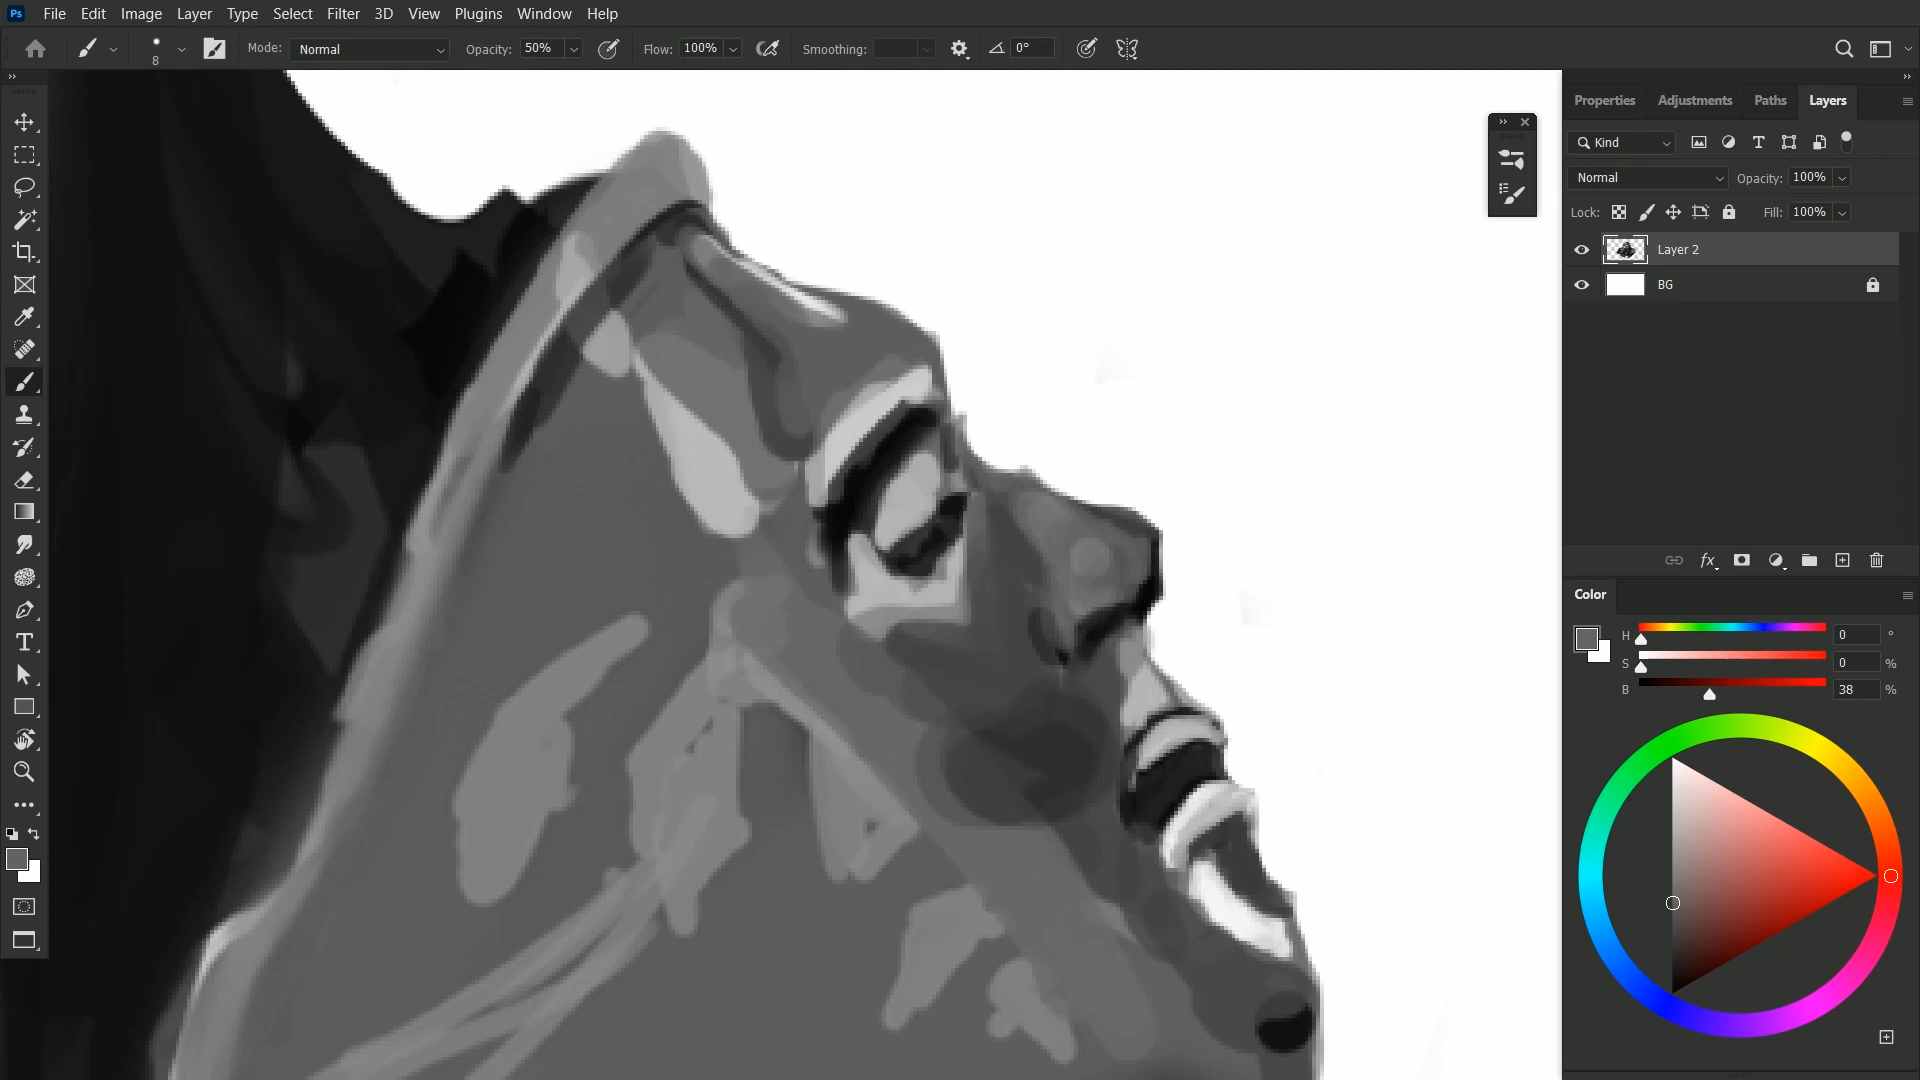 Ps File Edit Image Layer Type Select Filter 3D View Plugins Window Help
8 Mode: Normal Opacity: 50% Flow: 100% Smoothing: 0°
Properties Adjustments Paths Layers
Kind
Normal Opacity: 100%
Lock: Fill: 100%
Layer 2
BG
fx
Color
H 0 °
S 0 %
B 38 %